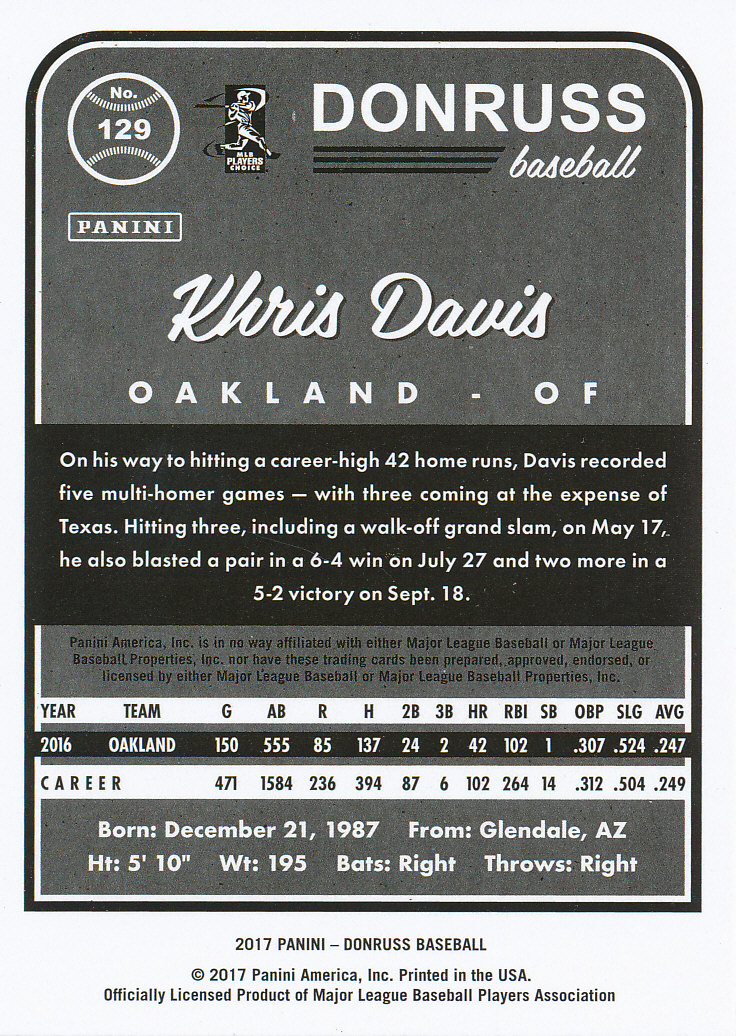 No.
129
MLB
PLAYERS
CHOICE
DONRUSS
baseball
PANINI
Khris Davis
OAKLAND - OF
On his way to hitting a career-high 42 home runs, Davis recorded
five multi-homer games — with three coming at the expense of
Texas. Hitting three, including a walk-off grand slam, on May 17,
he also blasted a pair in a 6-4 win on July 27 and two more in a
5-2 victory on Sept. 18.
Panini America, Inc. is in no way affiliated with either Major League Baseball or Major League
Baseball Properties, Inc. nor have these trading cards been prepared, approved, endorsed, or
licensed by either Major League Baseball or Major League Baseball Properties, Inc.
YEAR TEAM G AB R H 2B 3B HR RBI SB OBP SLG AVG
2016 OAKLAND 150 555 85 137 24 2 42 102 1 .307 .524 .247
CAREER 471 1584 236 394 87 6 102 264 14 .312 .504 .249
Born: December 21, 1987 From: Glendale, AZ
Ht: 5' 10" Wt: 195 Bats: Right Throws: Right
2017 PANINI – DONRUSS BASEBALL
© 2017 Panini America, Inc. Printed in the USA.
Officially Licensed Product of Major League Baseball Players Association